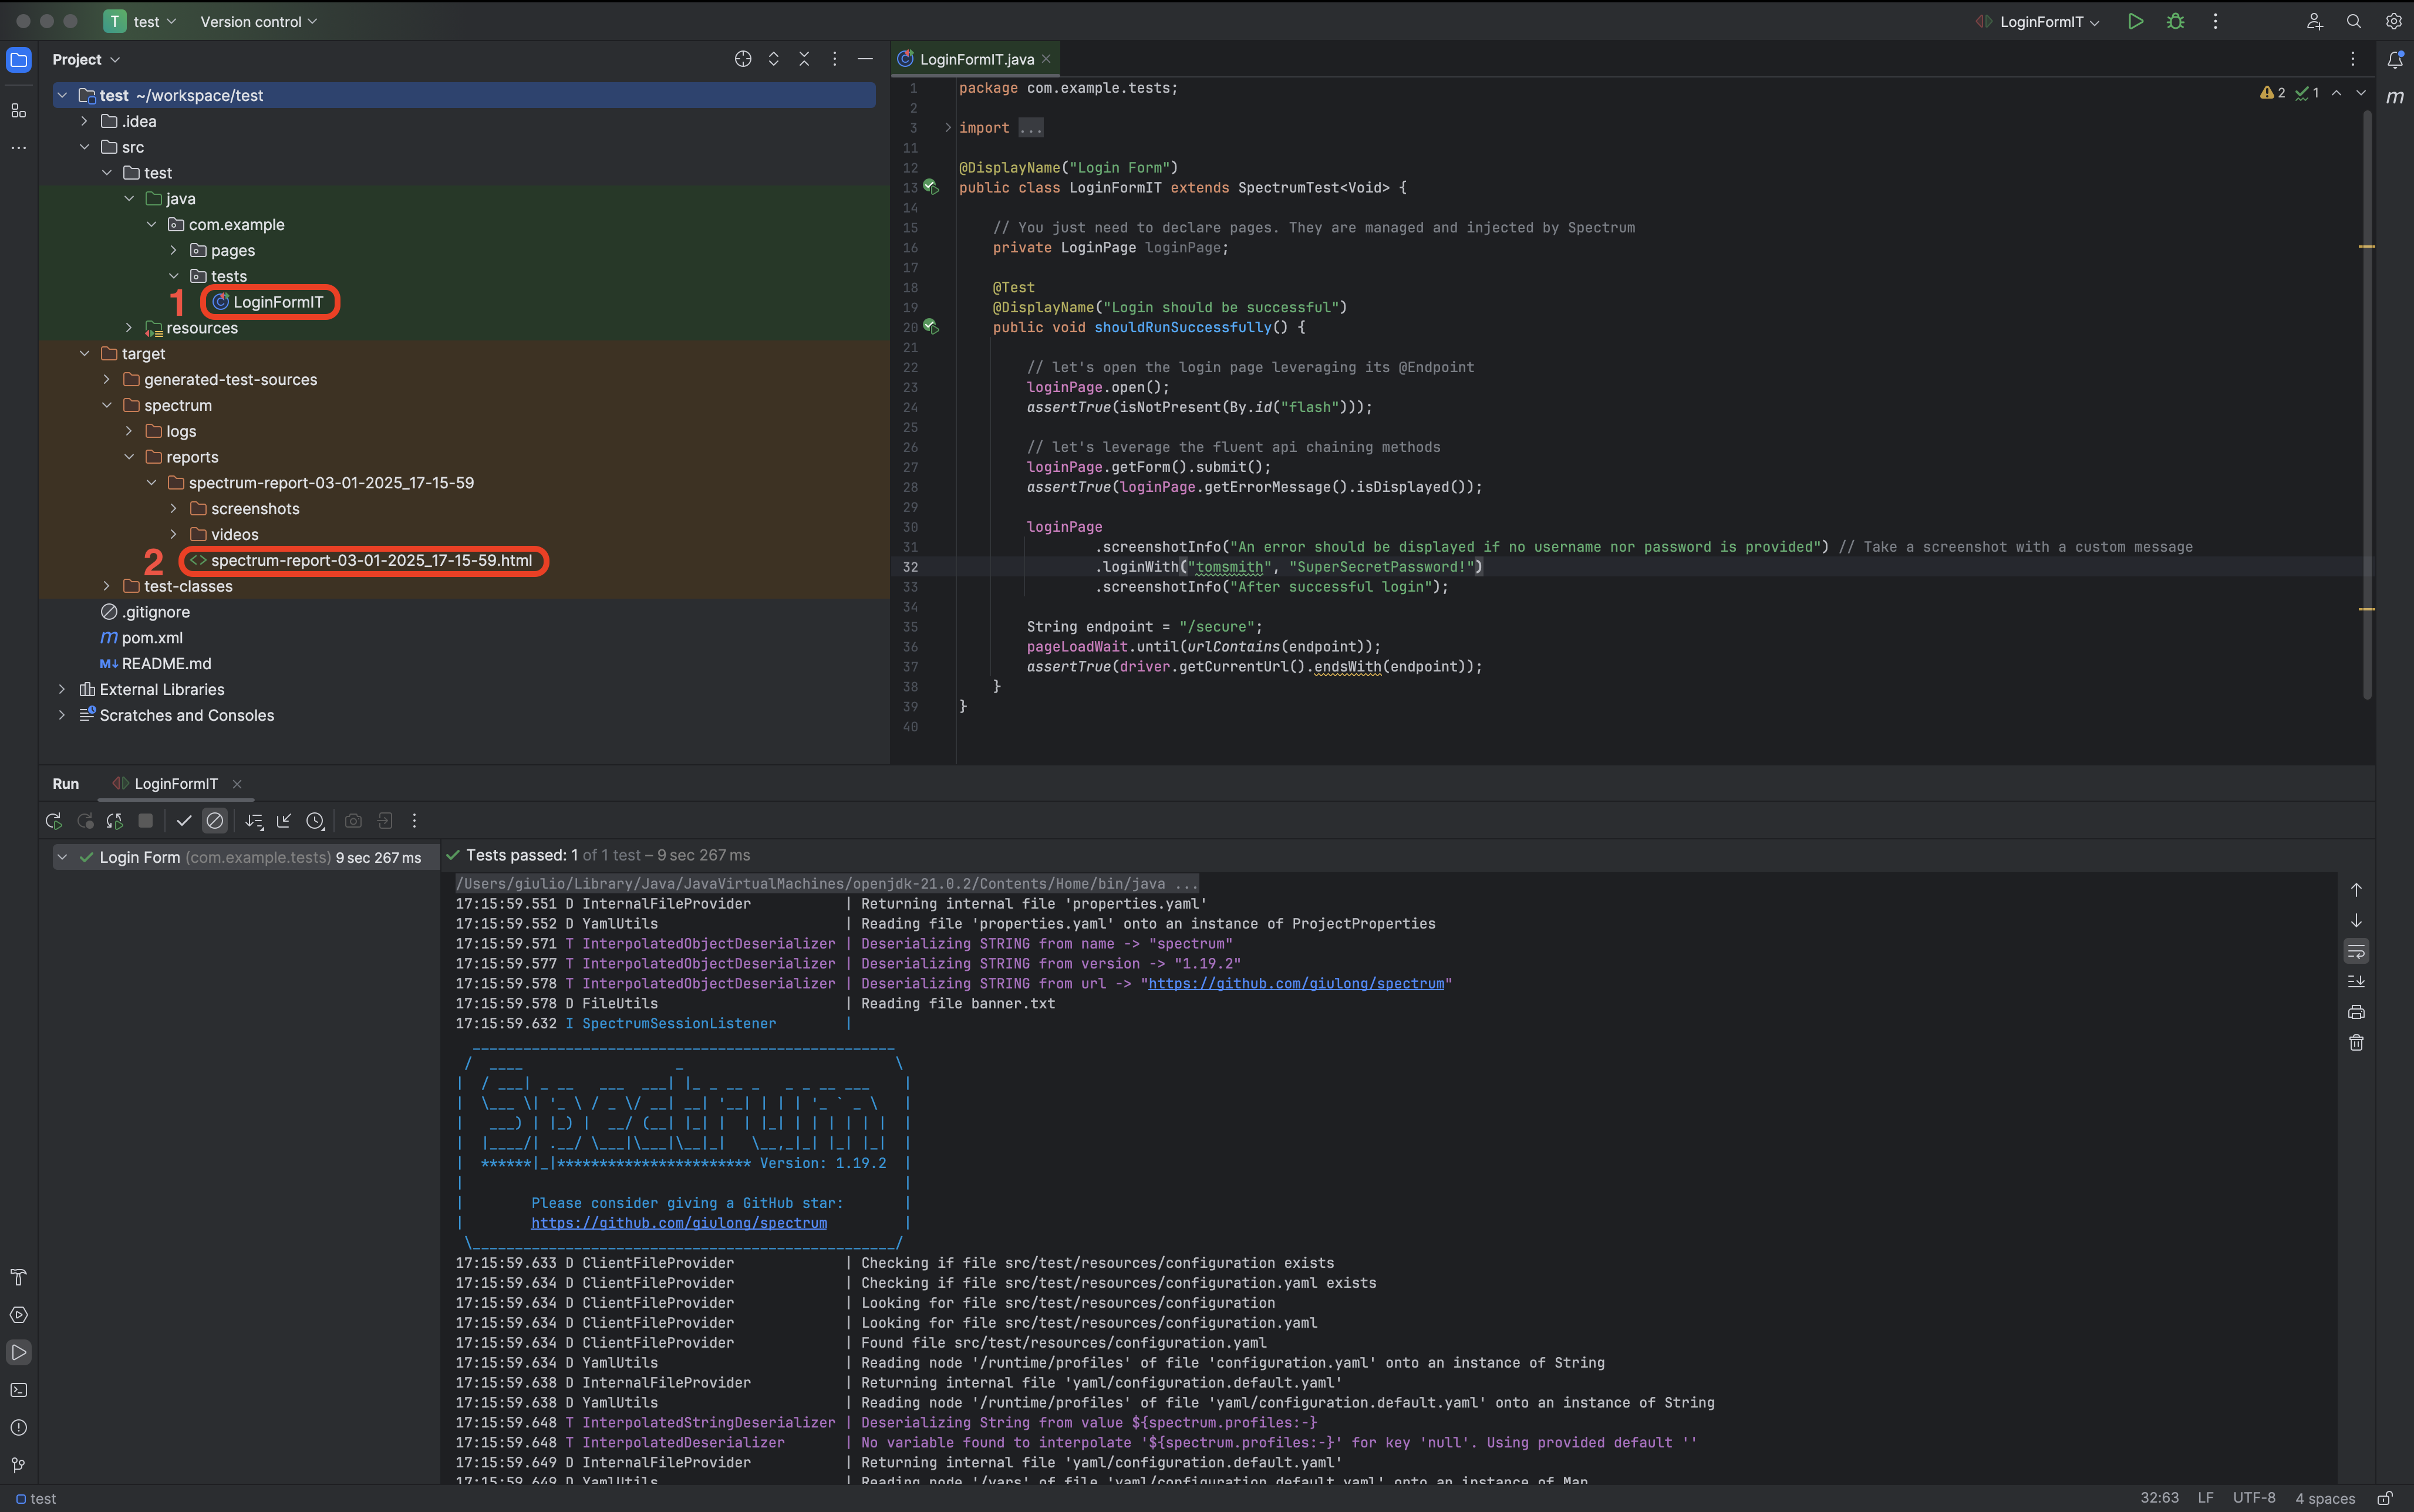 T test Version control LoginFormIT
Project
test ~/workspace/test
.idea
src
test
java
com.example
pages
tests
1 LoginFormIT
resources
target
generated-test-sources
spectrum
logs
reports
spectrum-report-03-01-2025_17-15-59
screenshots
videos
2 <> spectrum-report-03-01-2025_17-15-59.html
test-classes
.gitignore
m pom.xml
M↓ README.md
External Libraries
Scratches and Consoles
LoginFormIT.java
m
2 1
1 package com.example.tests;
2
3 import ...
11
12 @DisplayName("Login Form")
13 public class LoginFormIT extends SpectrumTest<Void> {
14
15 // You just need to declare pages. They are managed and injected by Spectrum
16 private LoginPage loginPage;
17
18 @Test
19 @DisplayName("Login should be successful")
20 public void shouldRunSuccessfully() {
21
22 // let's open the login page leveraging its @Endpoint
23 loginPage.open();
24 assertTrue(isNotPresent(By.id("flash")));
25
26 // let's leverage the fluent api chaining methods
27 loginPage.getForm().submit();
28 assertTrue(loginPage.getErrorMessage().isDisplayed());
29
30 loginPage
31 .screenshotInfo("An error should be displayed if no username nor password is provided") // Take a screenshot with a custom message
32 .loginWith("tomsmith", "SuperSecretPassword!")
33 .screenshotInfo("After successful login");
34
35 String endpoint = "/secure";
36 pageLoadWait.until(urlContains(endpoint));
37 assertTrue(driver.getCurrentUrl().endsWith(endpoint));
38 }
39 }
40
Run LoginFormIT
Login Form (com.example.tests) 9 sec 267 ms
Tests passed: 1 of 1 test – 9 sec 267 ms
/Users/giulio/Library/Java/JavaVirtualMachines/openjdk-21.0.2/Contents/Home/bin/java ...
17:15:59.551 D InternalFileProvider | Returning internal file 'properties.yaml'
17:15:59.552 D YamlUtils | Reading file 'properties.yaml' onto an instance of ProjectProperties
17:15:59.571 T InterpolatedObjectDeserializer | Deserializing STRING from name -> "spectrum"
17:15:59.577 T InterpolatedObjectDeserializer | Deserializing STRING from version -> "1.19.2"
17:15:59.578 T InterpolatedObjectDeserializer | Deserializing STRING from url -> "https://github.com/giulong/spectrum"
17:15:59.578 D FileUtils | Reading file banner.txt
17:15:59.632 I SpectrumSessionListener |
Spectrum
******|_|*********************** Version: 1.19.2
Please consider giving a GitHub star:
https://github.com/giulong/spectrum
17:15:59.633 D ClientFileProvider | Checking if file src/test/resources/configuration exists
17:15:59.634 D ClientFileProvider | Checking if file src/test/resources/configuration.yaml exists
17:15:59.634 D ClientFileProvider | Looking for file src/test/resources/configuration
17:15:59.634 D ClientFileProvider | Looking for file src/test/resources/configuration.yaml
17:15:59.634 D ClientFileProvider | Found file src/test/resources/configuration.yaml
17:15:59.634 D YamlUtils | Reading node '/runtime/profiles' of file 'configuration.yaml' onto an instance of String
17:15:59.638 D InternalFileProvider | Returning internal file 'yaml/configuration.default.yaml'
17:15:59.638 D YamlUtils | Reading node '/runtime/profiles' of file 'yaml/configuration.default.yaml' onto an instance of String
17:15:59.648 T InterpolatedStringDeserializer | Deserializing String from value ${spectrum.profiles:-}
17:15:59.648 T InterpolatedDeserializer | No variable found to interpolate '${spectrum.profiles:-}' for key 'null'. Using provided default ''
17:15:59.649 D InternalFileProvider | Returning internal file 'yaml/configuration.default.yaml'
17:15:59.649 D YamlUtils | Reading node '/vars' of file 'yaml/configuration.default.yaml' onto an instance of Map
test 32:63 LF UTF-8 4 spaces